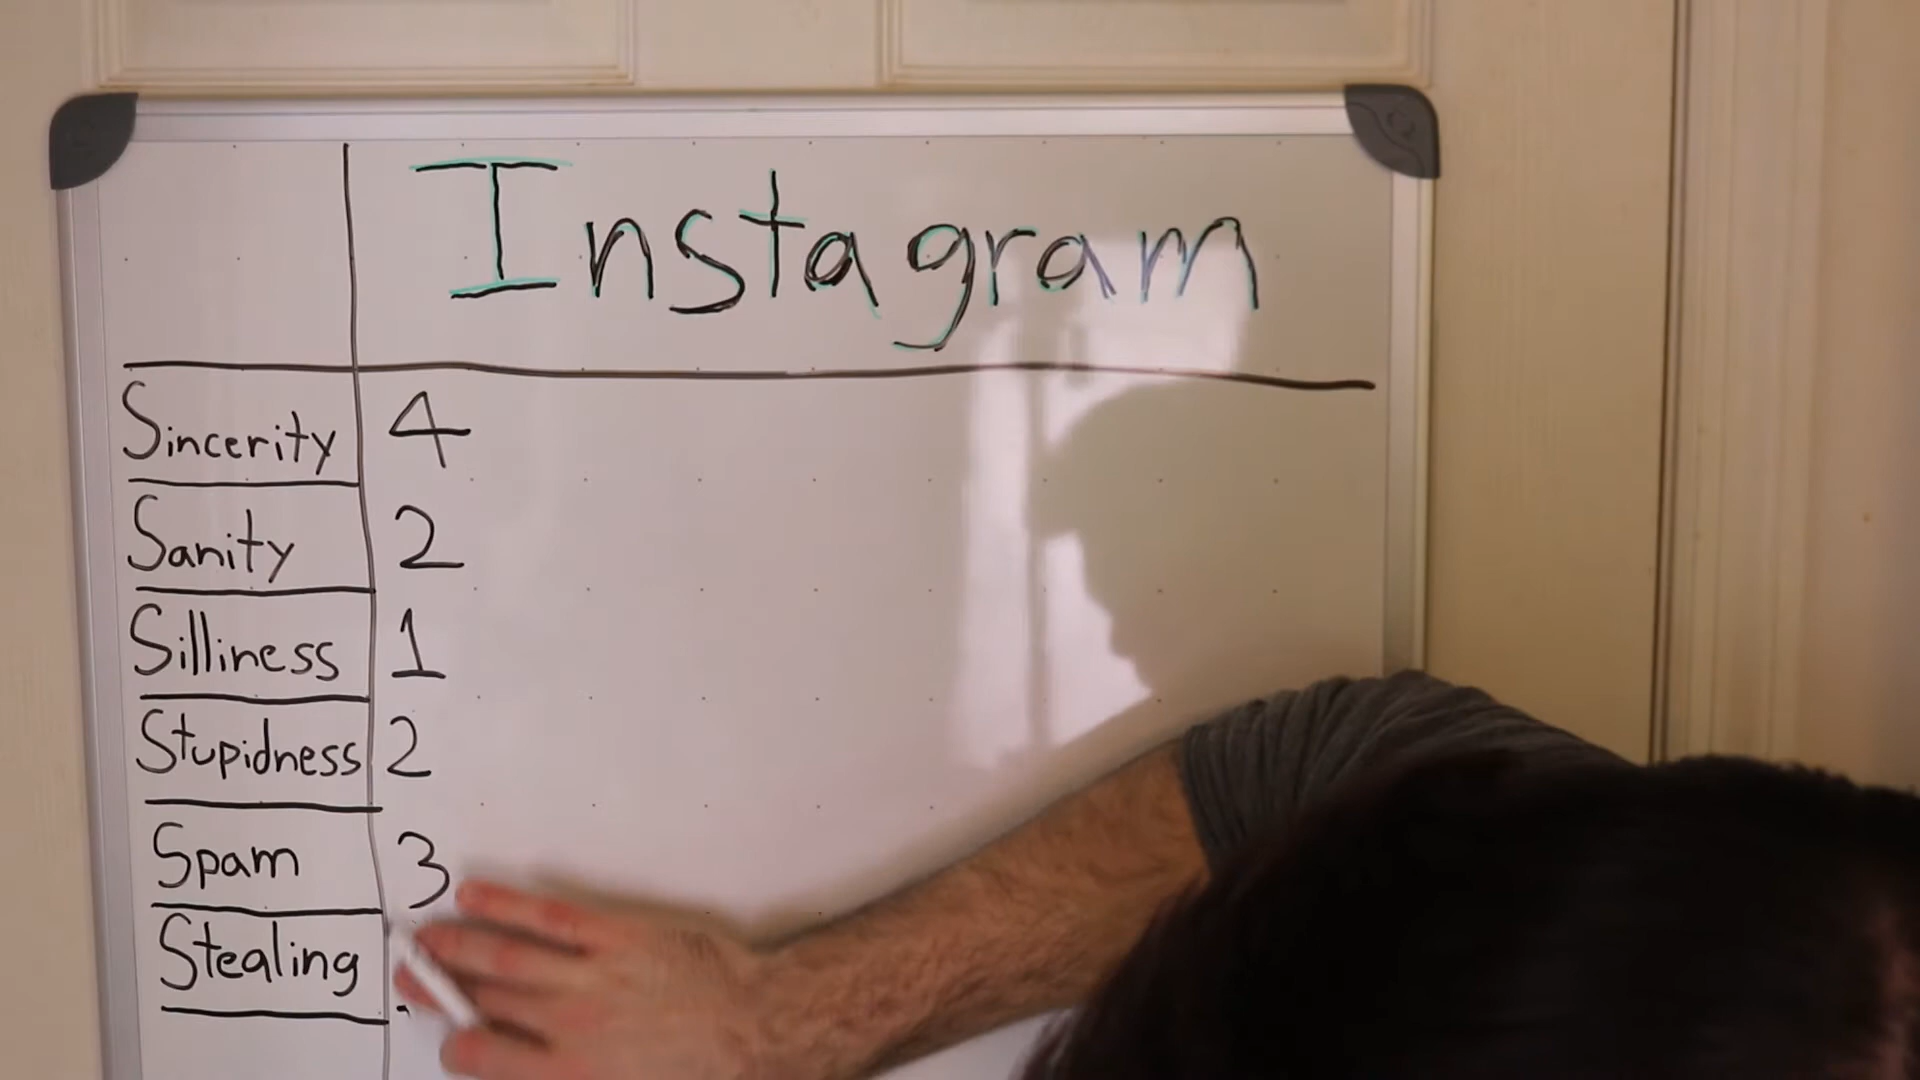 Instagram
Sincerity 4
Sanity 2
Silliness 1
Stupidness 2
Spam 3
Stealing